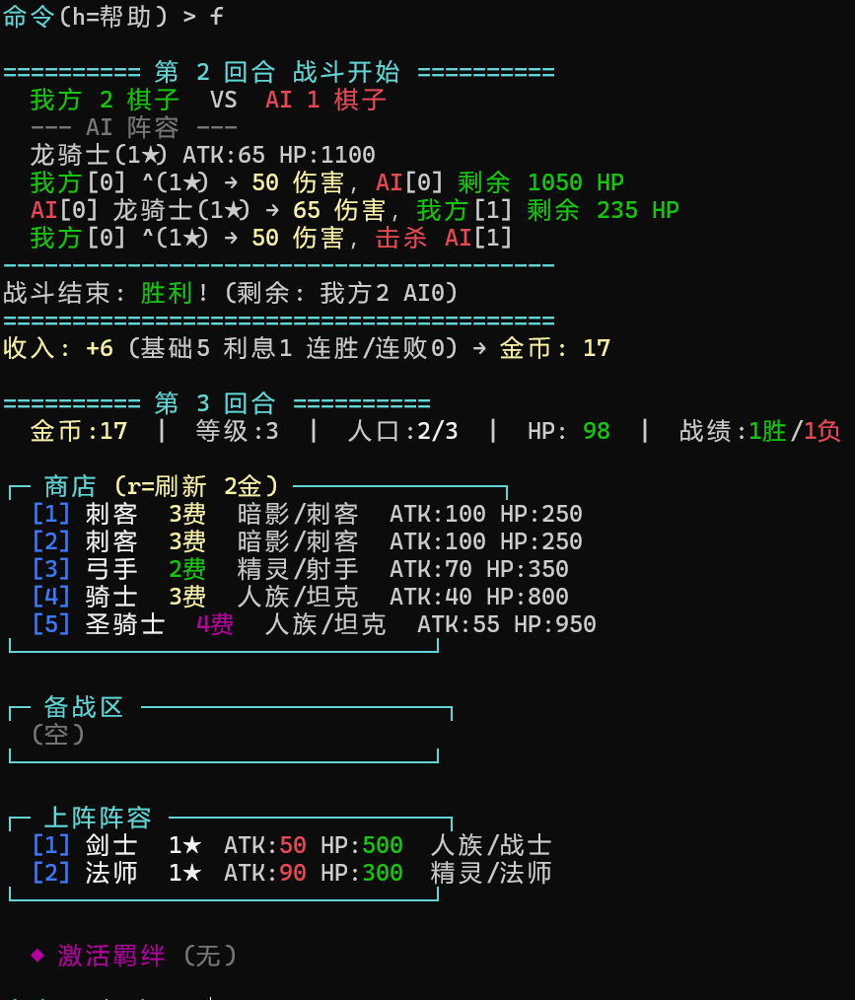 命令(h=帮助) > f
========== 第 2 回合 战斗开始 ==========
我方 2 棋子 VS AI 1 棋子
--- AI 阵容 ---
龙骑士(1★) ATK:65 HP:1100
我方[0] ^(1★) → 50 伤害, AI[0] 剩余 1050 HP
AI[0] 龙骑士(1★) → 65 伤害, 我方[1] 剩余 235 HP
我方[0] ^(1★) → 50 伤害, 击杀 AI[1]
----------------------------------------
战斗结束: 胜利! (剩余: 我方2 AI0)
========================================
收入: +6 (基础5 利息1 连胜/连败0) → 金币: 17
========== 第 3 回合 ==========
金币:17 | 等级:3 | 人口:2/3 | HP: 98 | 战绩:1胜/1负
商店 (r=刷新 2金)
[1] 刺客 3费 暗影/刺客 ATK:100 HP:250
[2] 刺客 3费 暗影/刺客 ATK:100 HP:250
[3] 弓手 2费 精灵/射手 ATK:70 HP:350
[4] 骑士 3费 人族/坦克 ATK:40 HP:800
[5] 圣骑士 4费 人族/坦克 ATK:55 HP:950
备战区
(空)
上阵阵容
[1] 剑士 1★ ATK:50 HP:500 人族/战士
[2] 法师 1★ ATK:90 HP:300 精灵/法师
◆ 激活羁绊 (无)